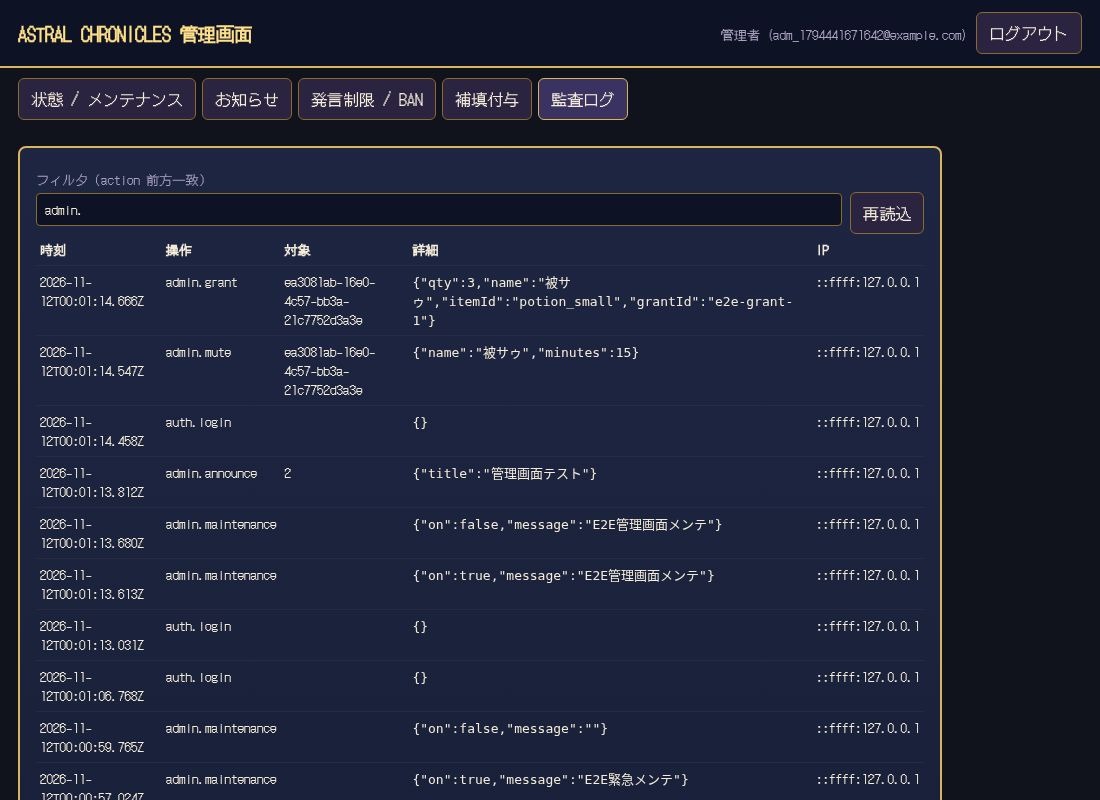 ASTRAL CHRONICLES 管理画面
管理者 (adm_1794441671642@example.com)
ログアウト
状態 / メンテナンス
お知らせ
発言制限 / BAN
補填付与
監査ログ
フィルタ (action 前方一致)
admin.
再読込
時刻 操作 対象 詳細 IP
2026-11-
12T00:01:14.666Z
admin.grant
ea3081ab-16e0-
4c57-bb3a-
21c7752d3a3e
{"qty":3,"name":"被サ
ゥ","itemId":"potion_small","grantId":"e2e-grant-
1"}
::ffff:127.0.0.1
2026-11-
12T00:01:14.547Z
admin.mute
ea3081ab-16e0-
4c57-bb3a-
21c7752d3a3e
{"name":"被サゥ","minutes":15}
::ffff:127.0.0.1
2026-11-
12T00:01:14.458Z
auth.login
{}
::ffff:127.0.0.1
2026-11-
12T00:01:13.812Z
admin.announce
2
{"title":"管理画面テスト"}
::ffff:127.0.0.1
2026-11-
12T00:01:13.680Z
admin.maintenance
{"on":false,"message":"E2E管理画面メンテ"}
::ffff:127.0.0.1
2026-11-
12T00:01:13.613Z
admin.maintenance
{"on":true,"message":"E2E管理画面メンテ"}
::ffff:127.0.0.1
2026-11-
12T00:01:13.031Z
auth.login
{}
::ffff:127.0.0.1
2026-11-
12T00:01:06.768Z
auth.login
{}
::ffff:127.0.0.1
2026-11-
12T00:00:59.765Z
admin.maintenance
{"on":false,"message":""}
::ffff:127.0.0.1
2026-11-
12T00:00:57.024Z
admin.maintenance
{"on":true,"message":"E2E緊急メンテ"}
::ffff:127.0.0.1